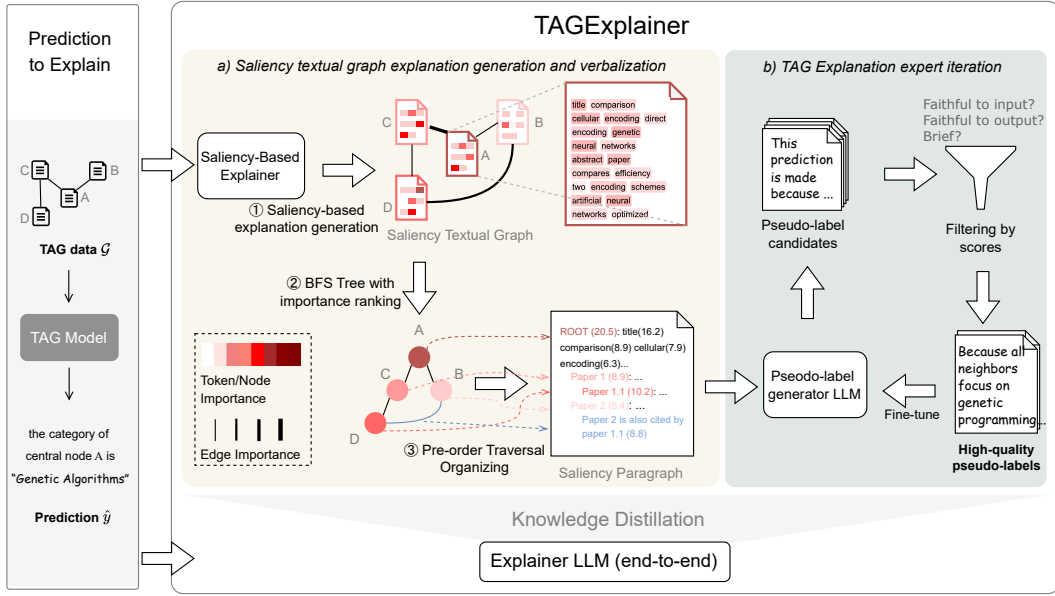 Prediction
to Explain
C
B
A
D
TAG data 𝒢
TAG Model
the category of
central node A is
"Genetic Algorithms"
Prediction ŷ
TAGExplainer
a) Saliency textual graph explanation generation and verbalization
Saliency-Based
Explainer
① Saliency-based
explanation generation
C
B
A
D
Saliency Textual Graph
title comparison
cellular encoding direct
encoding genetic
neural networks
abstract paper
compares efficiency
two encoding schemes
artificial neural
networks optimized
② BFS Tree with
importance ranking
Token/Node
Importance
Edge Importance
A
C
B
D
③ Pre-order Traversal
Organizing
ROOT (20.5): title(16.2)
comparison(8.9) cellular(7.9)
encoding(6.3)...
Paper 1 (8.9): ...
Paper 1.1 (10.2): ...
Paper 2 (5.4): ...
Paper 2 is also cited by
paper 1.1 (8.8)
Saliency Paragraph
b) TAG Explanation expert iteration
This
prediction
is made
because ...
Pseudo-label
candidates
Faithful to input?
Faithful to output?
Brief?
Filtering by
scores
Pseudo-label
generator LLM
Fine-tune
Because all
neighbors
focus on
genetic
programming...
High-quality
pseudo-labels
Knowledge Distillation
Explainer LLM (end-to-end)